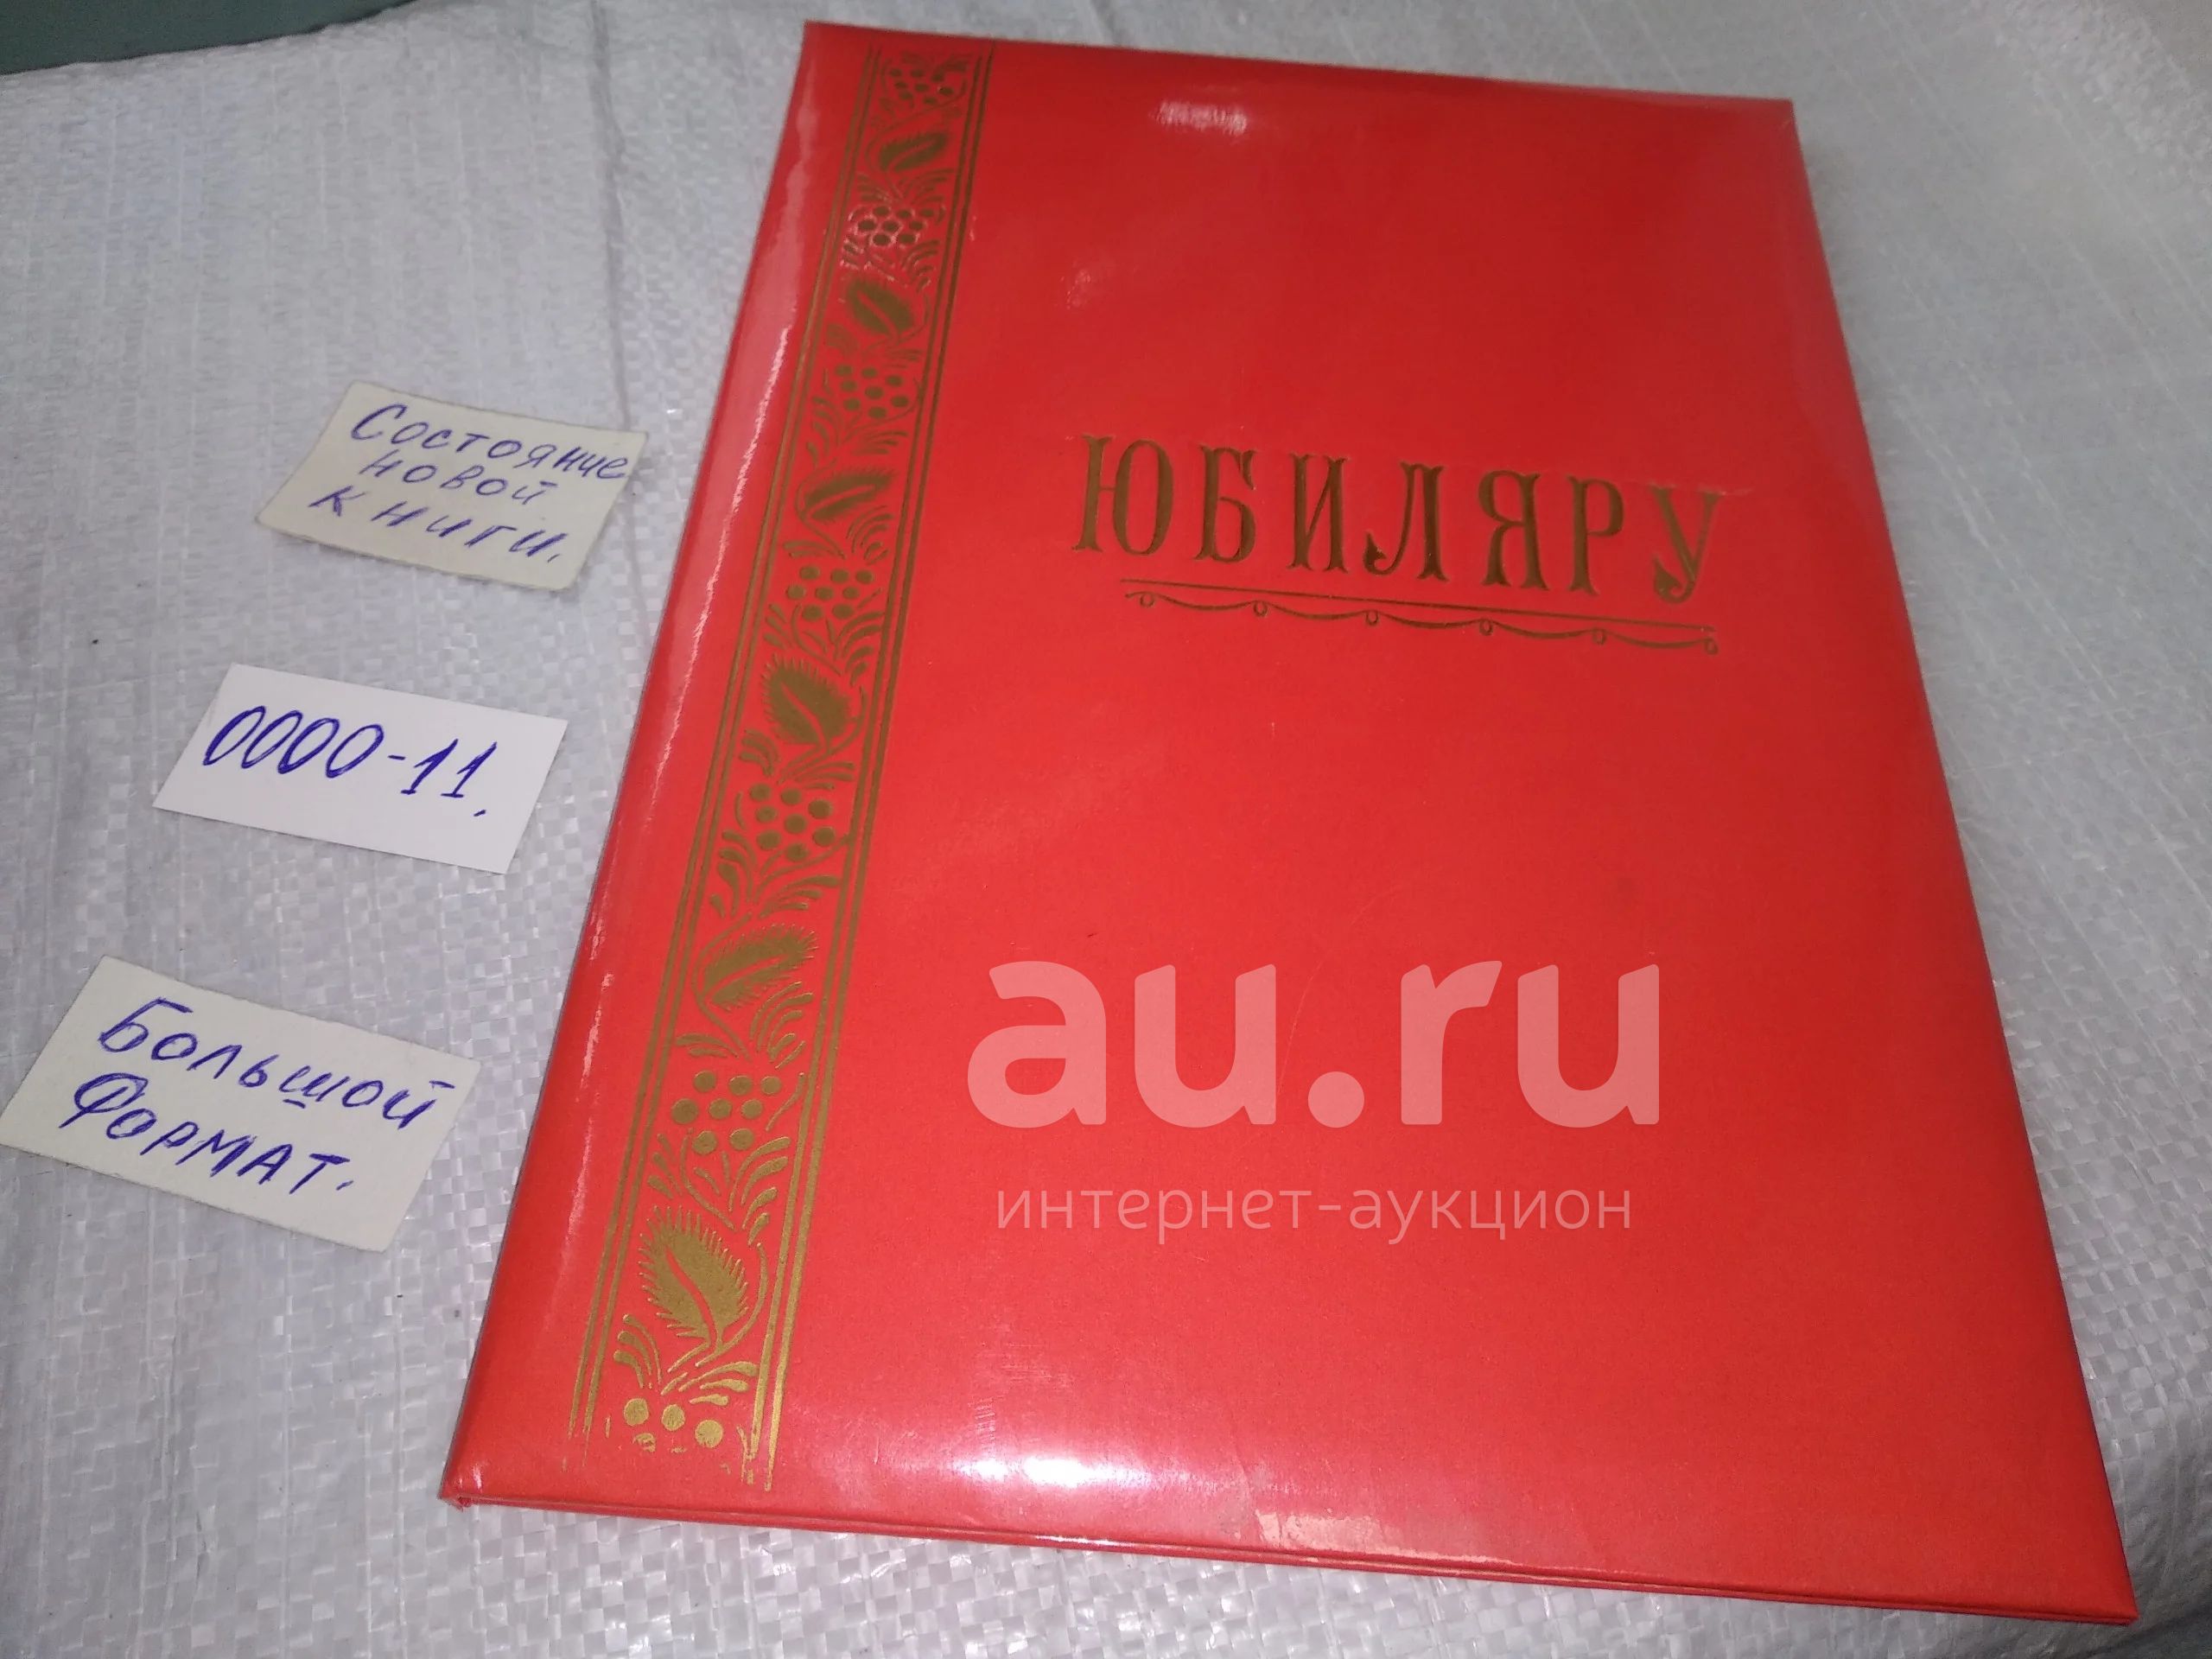 ЮБИЛЯРУ
Состояние
новой
книги.
0000-11.
Большой
Формат.
au.ru
интернет-аукцион